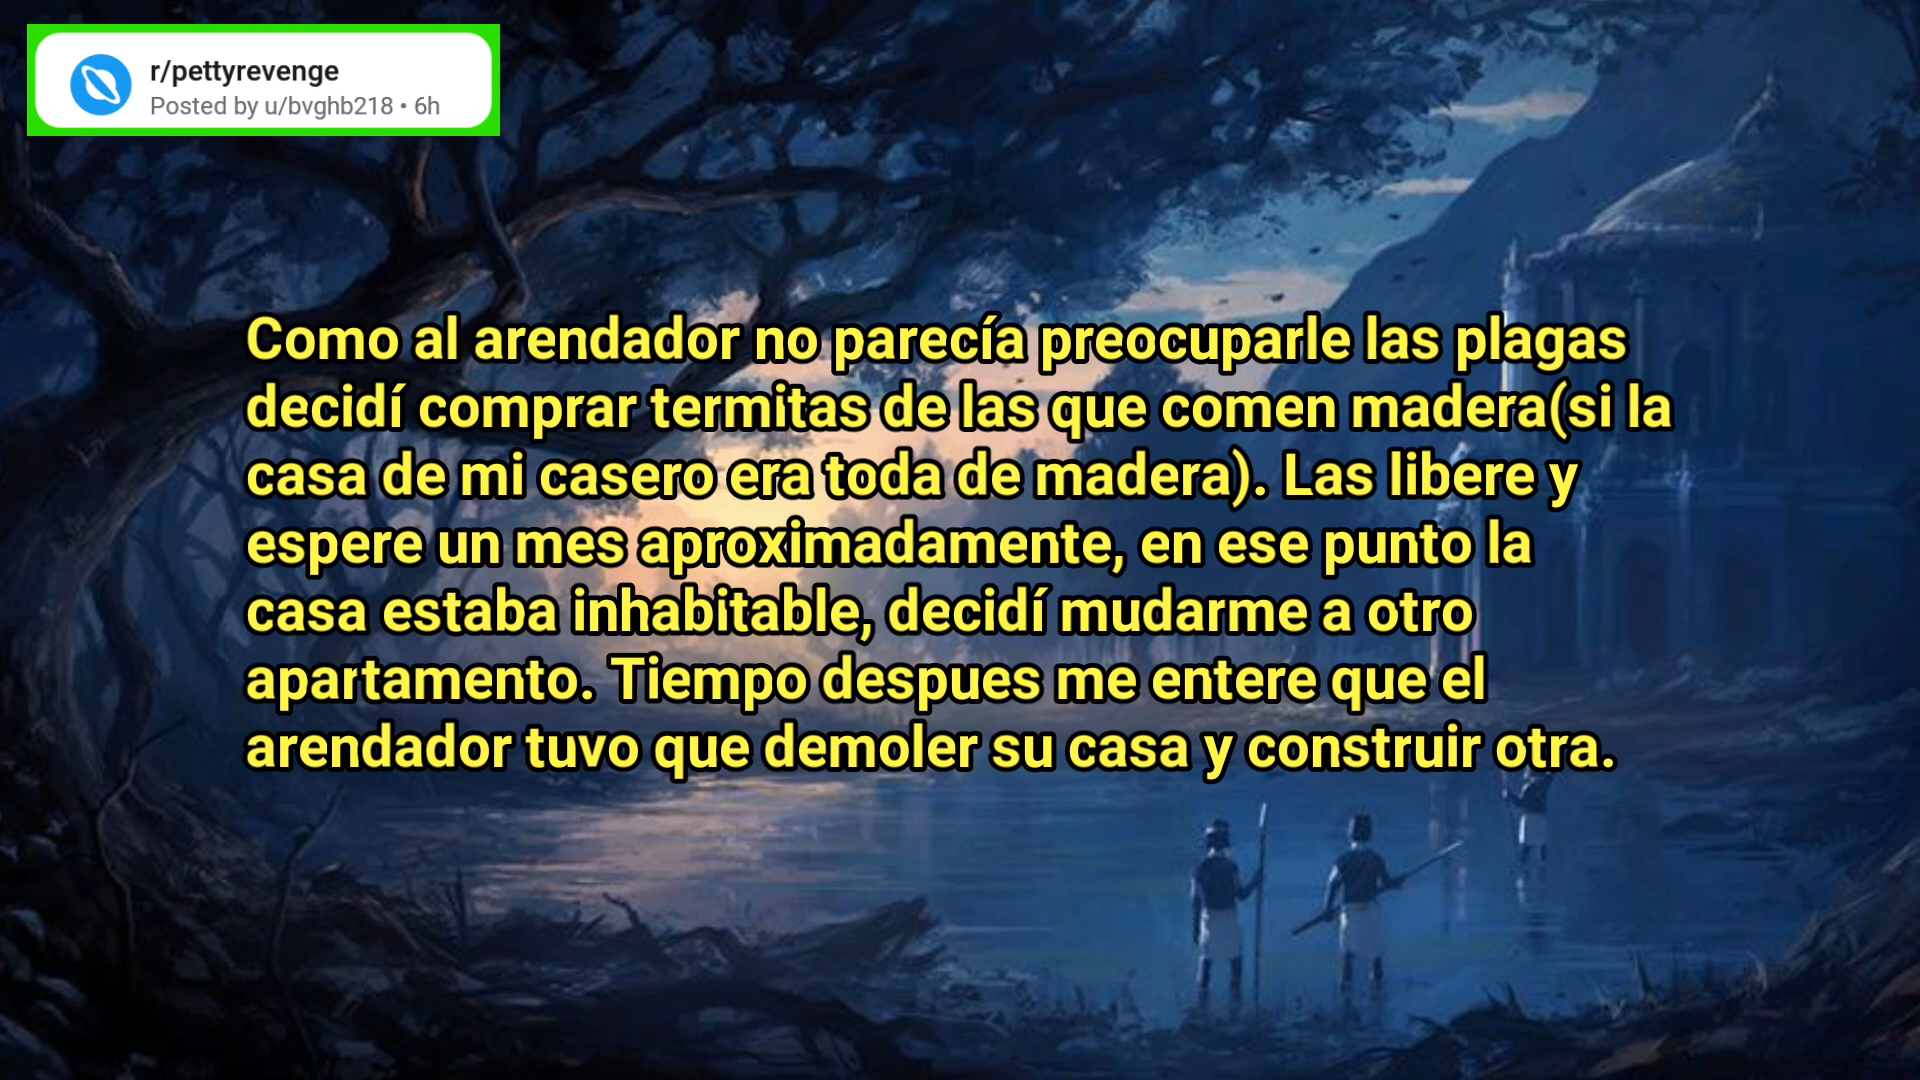 r/pettyrevenge
Posted by u/bvghb218 • 6h
Como al arendador no parecía preocuparle las plagas
decidí comprar termitas de las que comen madera(si la
casa de mi casero era toda de madera). Las libere y
espere un mes aproximadamente, en ese punto la
casa estaba inhabitable, decidí mudarme a otro
apartamento. Tiempo despues me entere que el
arendador tuvo que demoler su casa y construir otra.